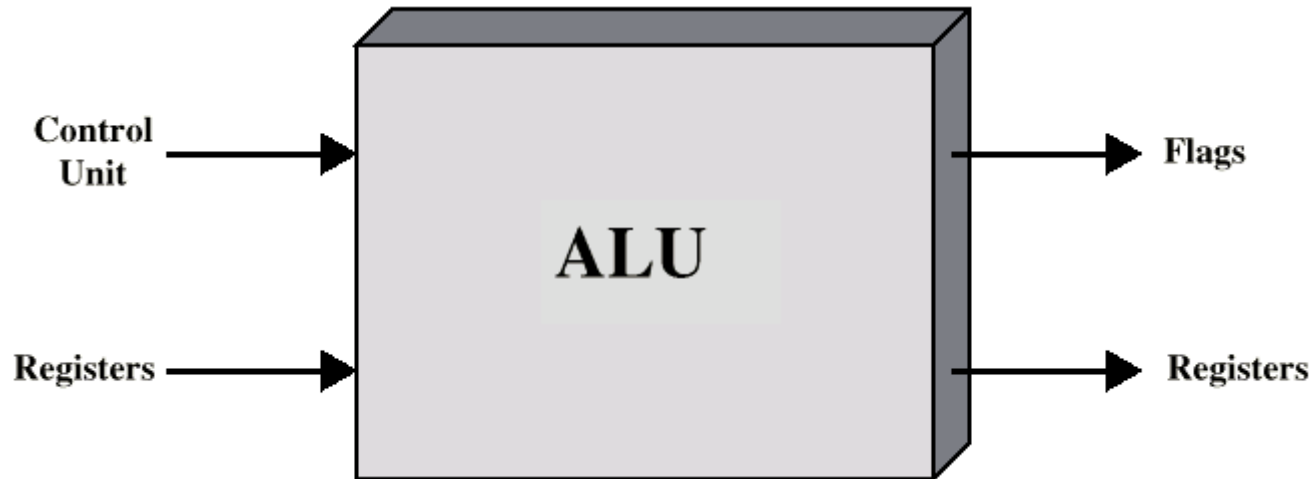 Control
Unit
Flags
ALU
Registers
Registers